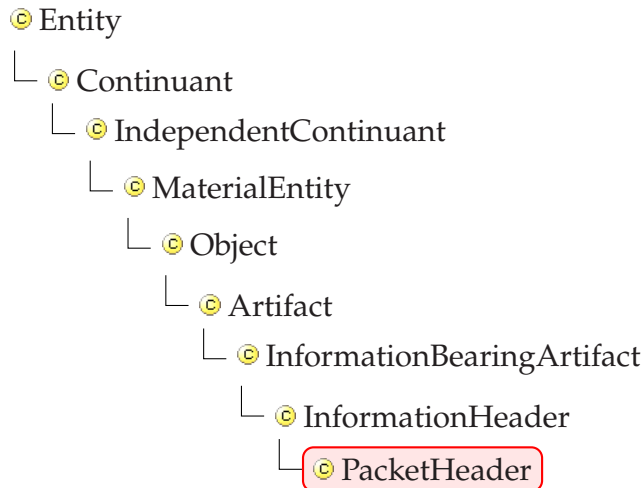 Entity
Continuant
IndependentContinuant
MaterialEntity
Object
Artifact
InformationBearingArtifact
InformationHeader
PacketHeader